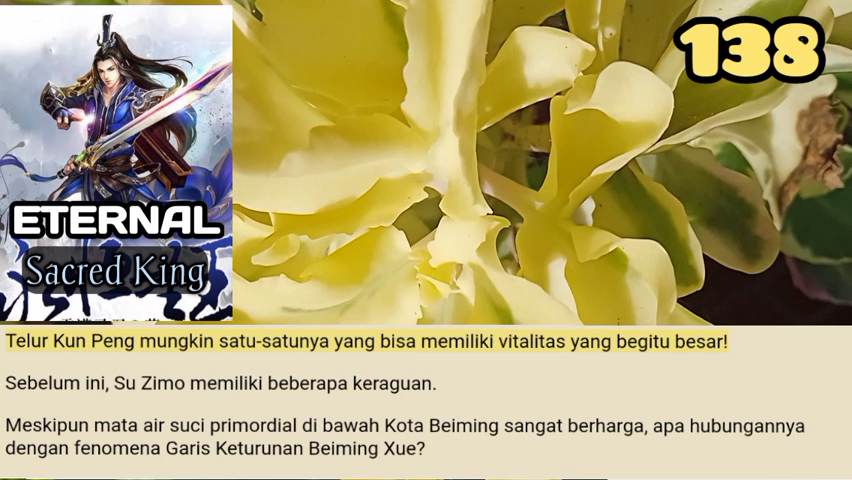 138
ETERNAL
Sacred King
Telur Kun Peng mungkin satu-satunya yang bisa memiliki vitalitas yang begitu besar!
Sebelum ini, Su Zimo memiliki beberapa keraguan.
Meskipun mata air suci primordial di bawah Kota Beiming sangat berharga, apa hubungannya
dengan fenomena Garis Keturunan Beiming Xue?